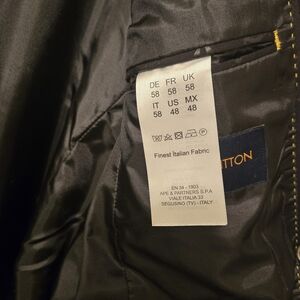 DE FR UK
58 58 58
IT US MX
58 48 48
Finest Italian Fabric
EN 34 - 1903
APE & PARTNERS S.P.A
VIALE ITALIA 33
SEGUSINO (TV) - ITALY
TTON